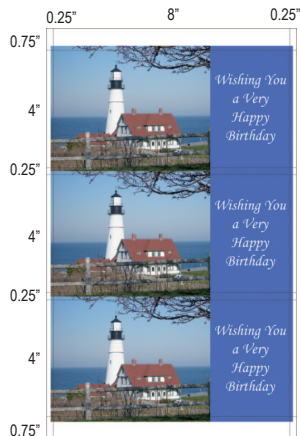 0.25” 8” 0.25”
0.75”
Wishing You
a Very
Happy
Birthday
4”
0.25”
Wishing You
a Very
Happy
Birthday
4”
0.25”
Wishing You
a Very
Happy
Birthday
4”
0.75”